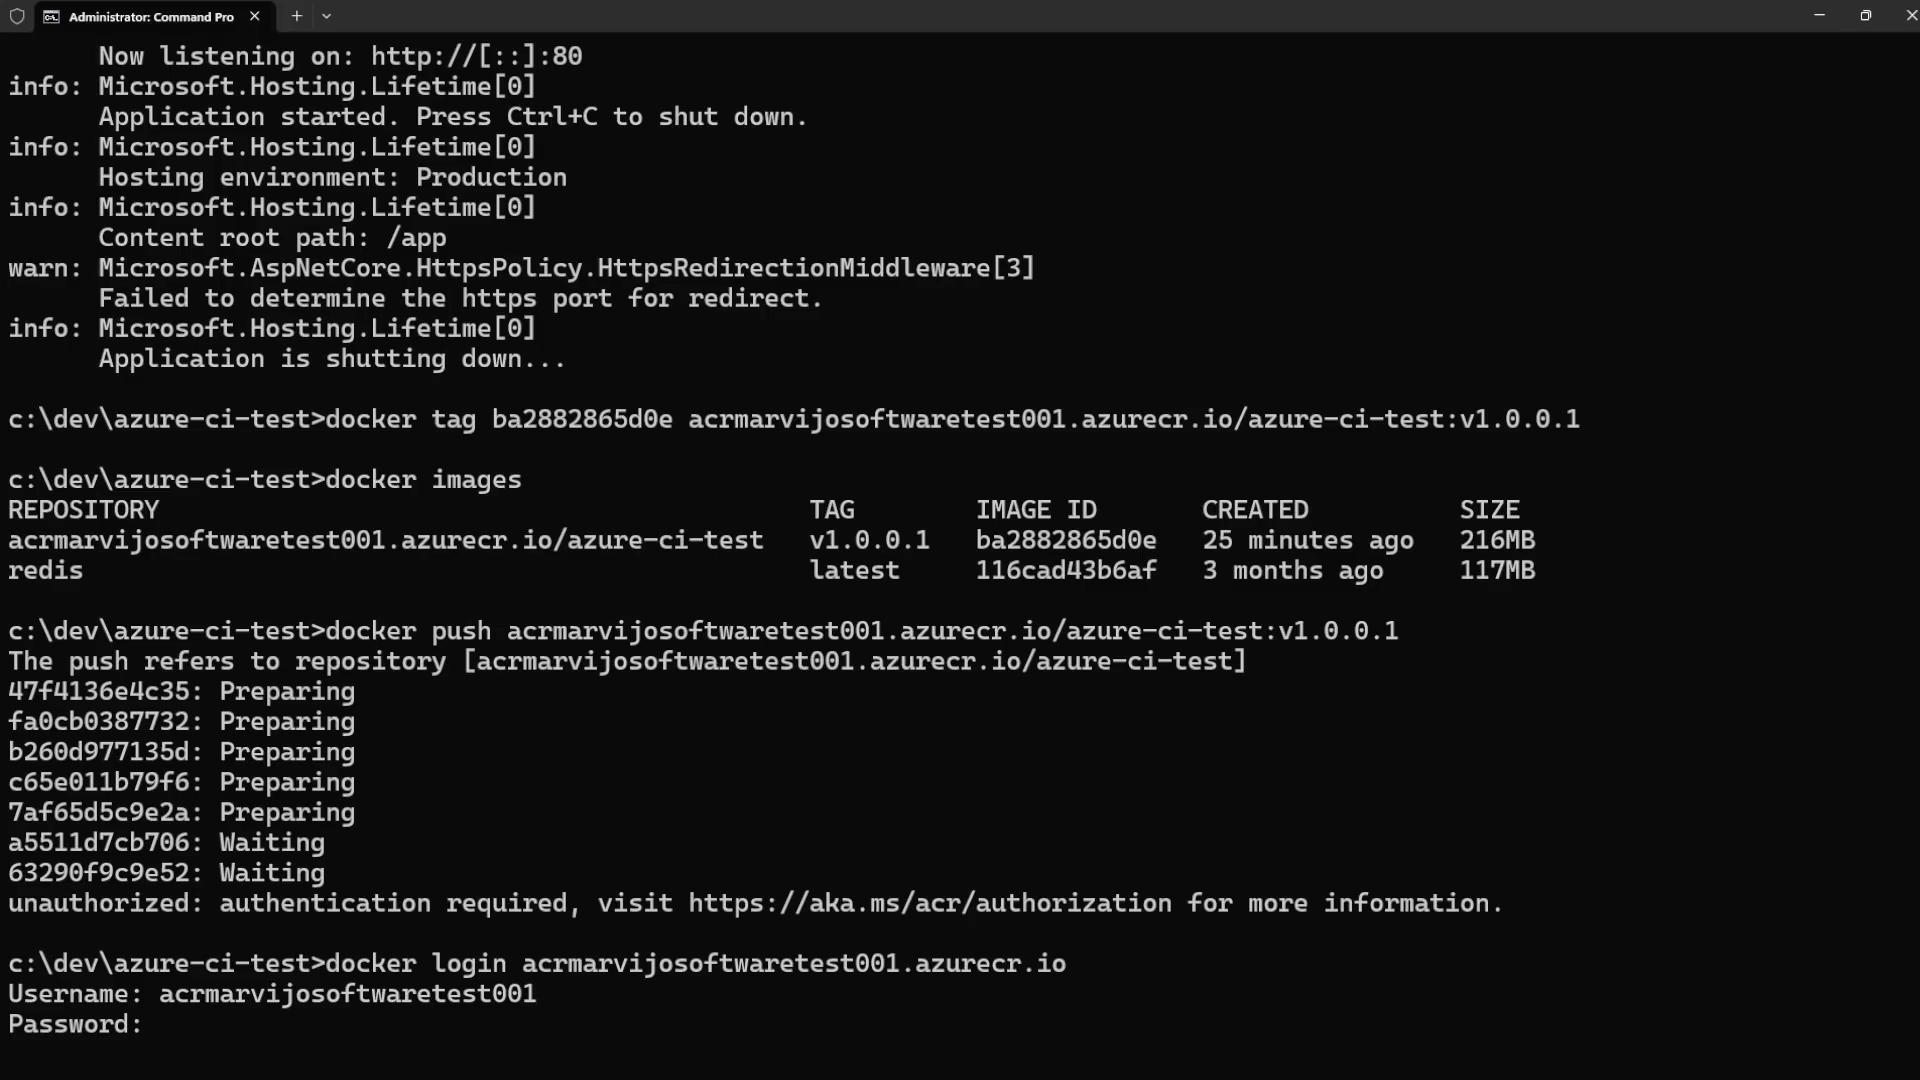 Administrator: Command Pro
Now listening on: http://[::]:80
info: Microsoft.Hosting.Lifetime[0]
Application started. Press Ctrl+C to shut down.
info: Microsoft.Hosting.Lifetime[0]
Hosting environment: Production
info: Microsoft.Hosting.Lifetime[0]
Content root path: /app
warn: Microsoft.AspNetCore.HttpsPolicy.HttpsRedirectionMiddleware[3]
Failed to determine the https port for redirect.
info: Microsoft.Hosting.Lifetime[0]
Application is shutting down...
c:\dev\azure-ci-test>docker tag ba2882865d0e acrmarvijosoftwaretest001.azurecr.io/azure-ci-test:v1.0.0.1
c:\dev\azure-ci-test>docker images
REPOSITORY TAG IMAGE ID CREATED SIZE
acrmarvijosoftwaretest001.azurecr.io/azure-ci-test v1.0.0.1 ba2882865d0e 25 minutes ago 216MB
redis latest 116cad43b6af 3 months ago 117MB
c:\dev\azure-ci-test>docker push acrmarvijosoftwaretest001.azurecr.io/azure-ci-test:v1.0.0.1
The push refers to repository [acrmarvijosoftwaretest001.azurecr.io/azure-ci-test]
47f4136e4c35: Preparing
fa0cb0387732: Preparing
b260d977135d: Preparing
c65e011b79f6: Preparing
7af65d5c9e2a: Preparing
a5511d7cb706: Waiting
63290f9c9e52: Waiting
unauthorized: authentication required, visit https://aka.ms/acr/authorization for more information.
c:\dev\azure-ci-test>docker login acrmarvijosoftwaretest001.azurecr.io
Username: acrmarvijosoftwaretest001
Password: